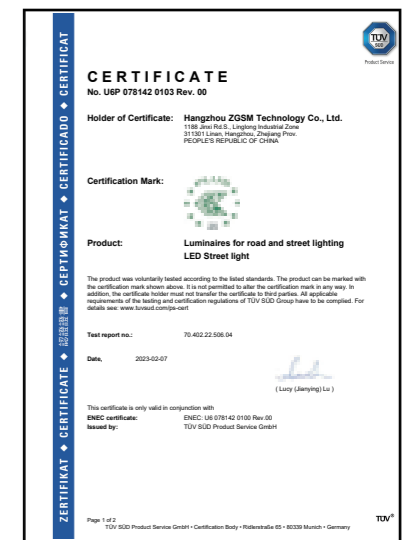 ZERTIFIKAT ◆ CERTIFICATE ◆ 認證證書 ◆ СЕРТИФИКАТ ◆ CERTIFICADO ◆ CERTIFICAT
TÜV
SÜD
Product Service
CERTIFICATE
No. U6P 078142 0103 Rev. 00
Holder of Certificate: Hangzhou ZGSM Technology Co., Ltd.
1188 Jinxi Rd.S., Linglong Industrial Zone
311301 Linan, Hangzhou, Zhejiang Prov.
PEOPLE'S REPUBLIC OF CHINA
Certification Mark:
Product: Luminaires for road and street lighting
LED Street light
The product was voluntarily tested according to the listed standards. The product can be marked with
the certification mark shown above. It is not permitted to alter the certification mark in any way. In
addition, the certificate holder must not transfer the certificate to third parties. All applicable
requirements of the testing and certification regulations of TÜV SÜD Group have to be complied. For
details see: www.tuvsud.com/ps-cert
Test report no.: 70.402.22.506.04
Date, 2023-02-07
( Lucy (Jianying) Lu )
This certificate is only valid in conjunction with
ENEC certificate: ENEC: U6 078142 0100 Rev.00
Issued by: TÜV SÜD Product Service GmbH
Page 1 of 2
TÜV SÜD Product Service GmbH • Certification Body • Ridlerstraße 65 • 80339 Munich • Germany
TÜV®